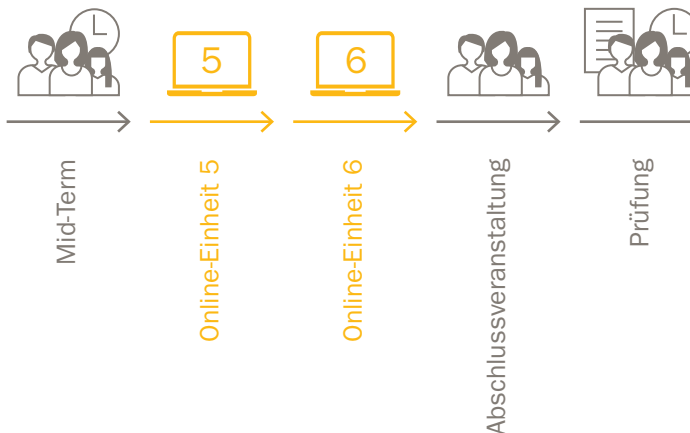 5
6
Mid-Term
Online-Einheit 5
Online-Einheit 6
Abschlussveranstaltung
Prüfung